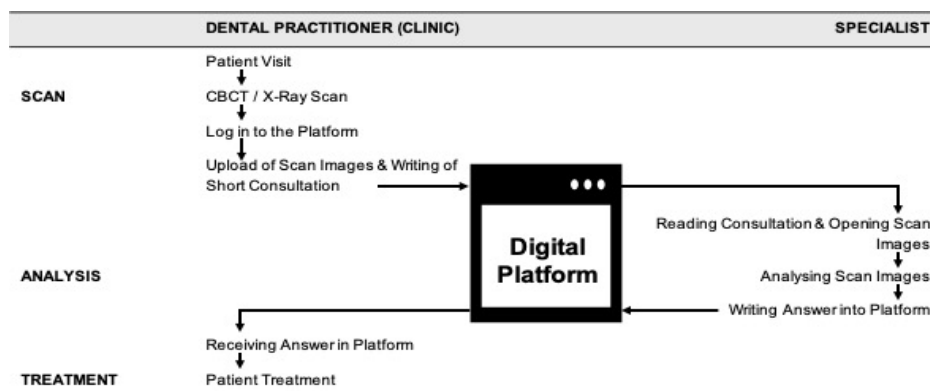 DENTAL PRACTITIONER (CLINIC) SPECIALIST
Patient Visit
SCAN CBCT / X-Ray Scan
Log in to the Platform
Upload of Scan Images & Writing of
Short Consultation
Digital
Platform
Reading Consultation & Opening Scan
Images
ANALYSIS Analysing Scan Images
Writing Answer into Platform
Receiving Answer in Platform
TREATMENT Patient Treatment